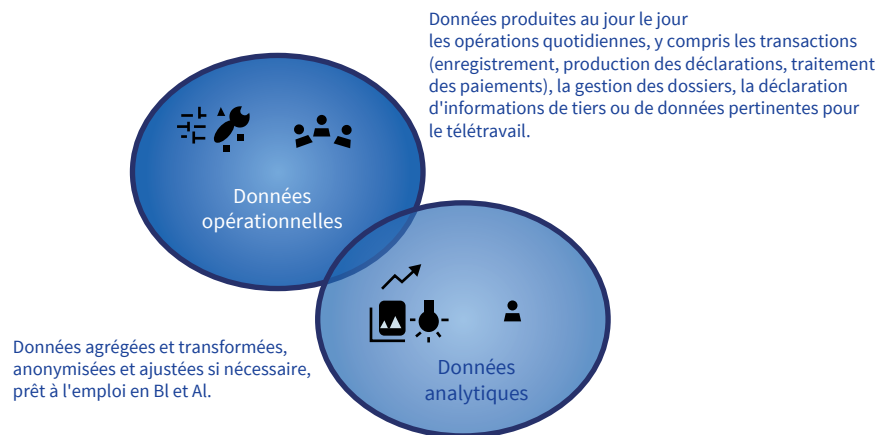 Données produites au jour le jour
les opérations quotidiennes, y compris les transactions
(enregistrement, production des déclarations, traitement
des paiements), la gestion des dossiers, la déclaration
d'informations de tiers ou de données pertinentes pour
le télétravail.
Données
opérationnelles
Données agrégées et transformées,
anonymisées et ajustées si nécessaire,
prêt à l'emploi en Bl et Al.
Données
analytiques